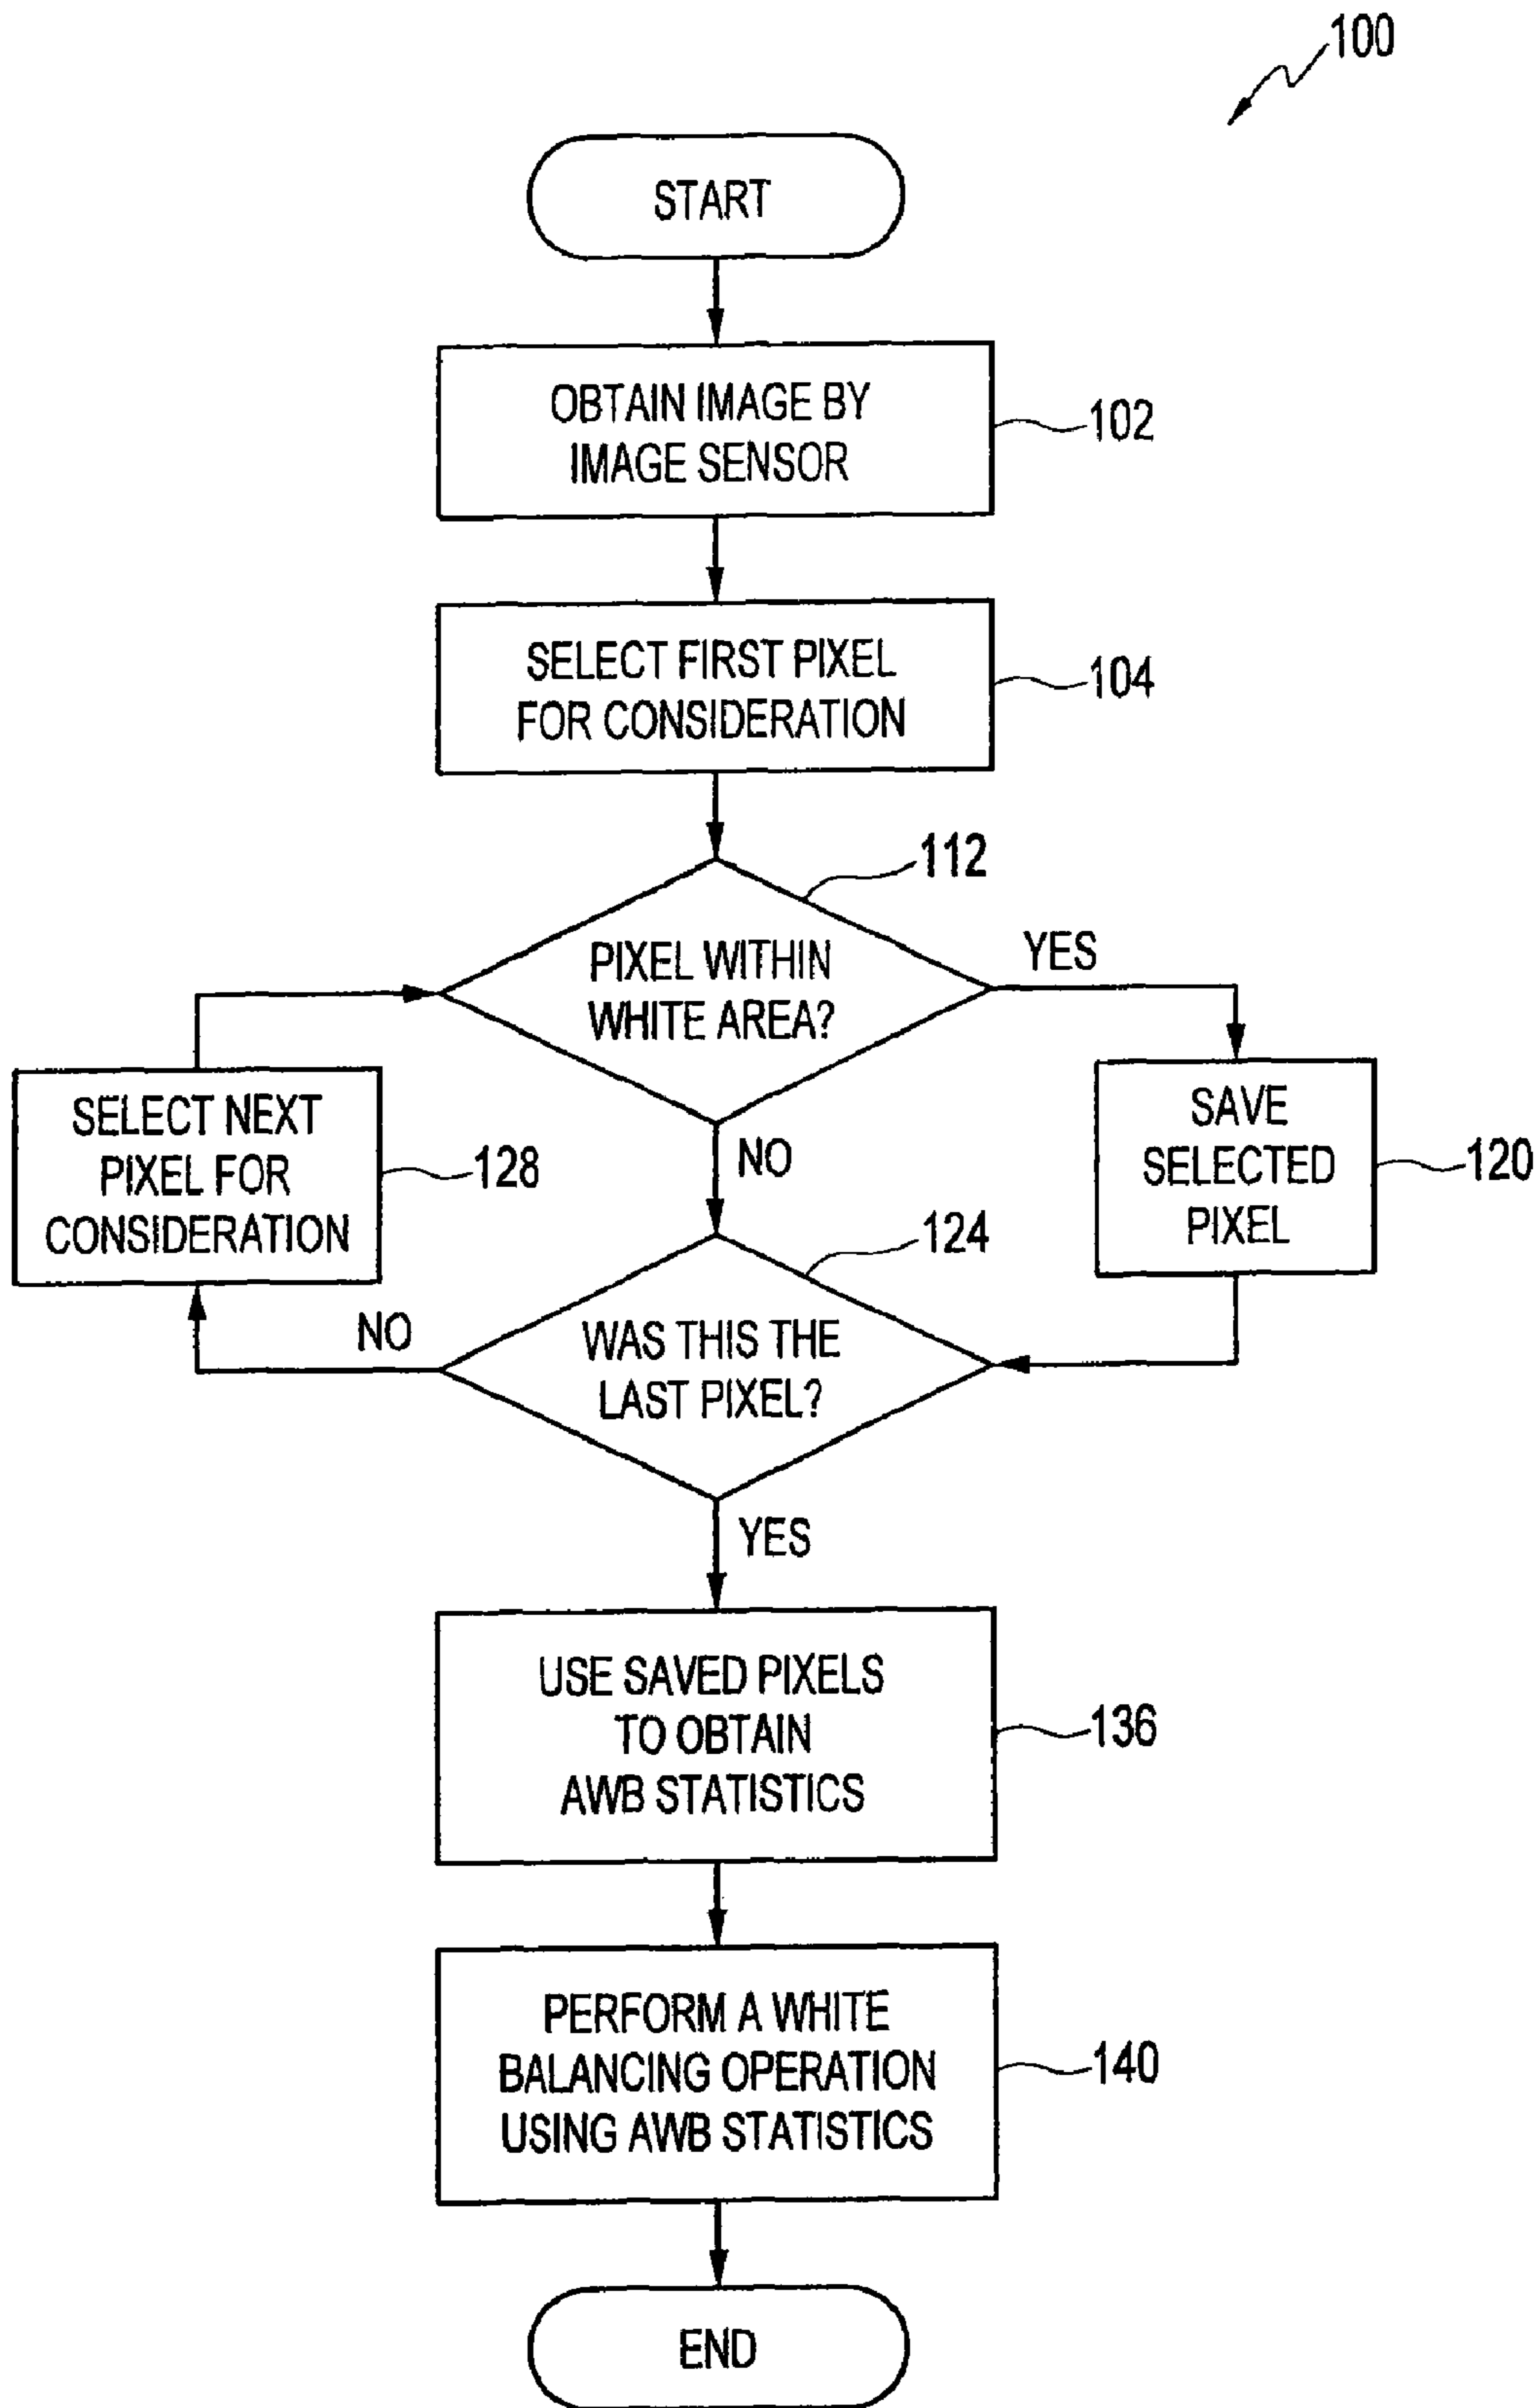 100
START
OBTAIN IMAGE BY
IMAGE SENSOR
102
SELECT FIRST PIXEL
FOR CONSIDERATION
104
112
PIXEL WITHIN
WHITE AREA?
YES
NO
SAVE
SELECTED
PIXEL
120
SELECT NEXT
PIXEL FOR
CONSIDERATION
128
124
WAS THIS THE
LAST PIXEL?
NO
YES
USE SAVED PIXELS
TO OBTAIN
AWB STATISTICS
136
PERFORM A WHITE
BALANCING OPERATION
USING AWB STATISTICS
140
END